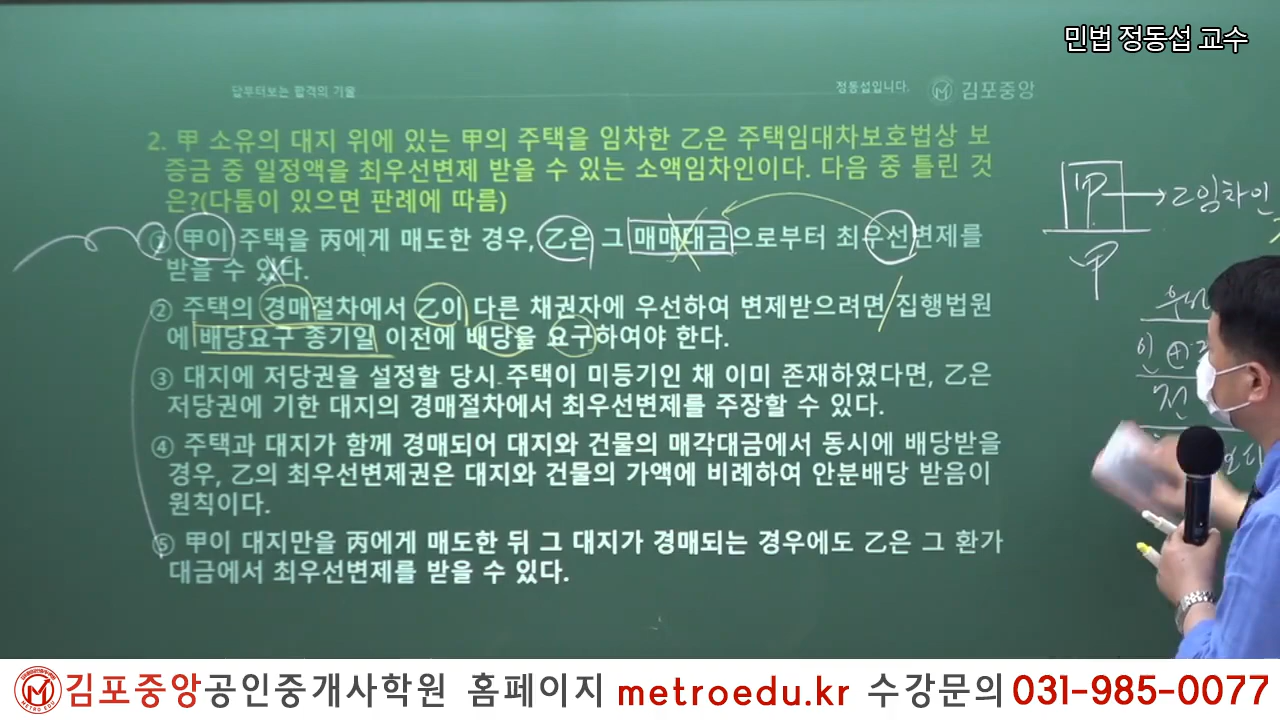 민법 정동섭 교수
답부터보는 합격의 기술
정동섭입니다.
김포중앙
2. 甲 소유의 대지 위에 있는 甲의 주택을 임차한 乙은 주택임대차보호법상 보
증금 중 일정액을 최우선변제 받을 수 있는 소액임차인이다. 다음 중 틀린 것
은?(다툼이 있으면 판례에 따름)
① 甲이 주택을 丙에게 매도한 경우, 乙은 그 매매대금으로부터 최우선변제를
받을 수 있다.
② 주택의 경매절차에서 乙이 다른 채권자에 우선하여 변제받으려면 집행법원
에 배당요구 종기일 이전에 배당을 요구하여야 한다.
③ 대지에 저당권을 설정할 당시 주택이 미등기인 채 이미 존재하였다면, 乙은
저당권에 기한 대지의 경매절차에서 최우선변제를 주장할 수 있다.
④ 주택과 대지가 함께 경매되어 대지와 건물의 매각대금에서 동시에 배당받을
경우, 乙의 최우선변제권은 대지와 건물의 가액에 비례하여 안분배당 받음이
원칙이다.
⑤ 甲이 대지만을 丙에게 매도한 뒤 그 대지가 경매되는 경우에도 乙은 그 환가
대금에서 최우선변제를 받을 수 있다.
甲 → 乙임차인
甲
인 ㊉
전
김포중앙공인중개사학원 홈페이지 metroedu.kr 수강문의 031-985-0077